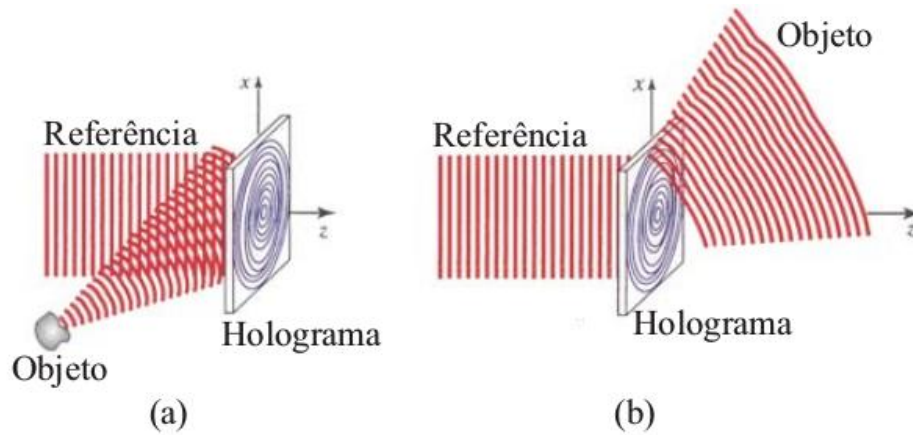 x
Referência
z
Holograma
Objeto
(a)
Objeto
x
Referência
z
Holograma
(b)